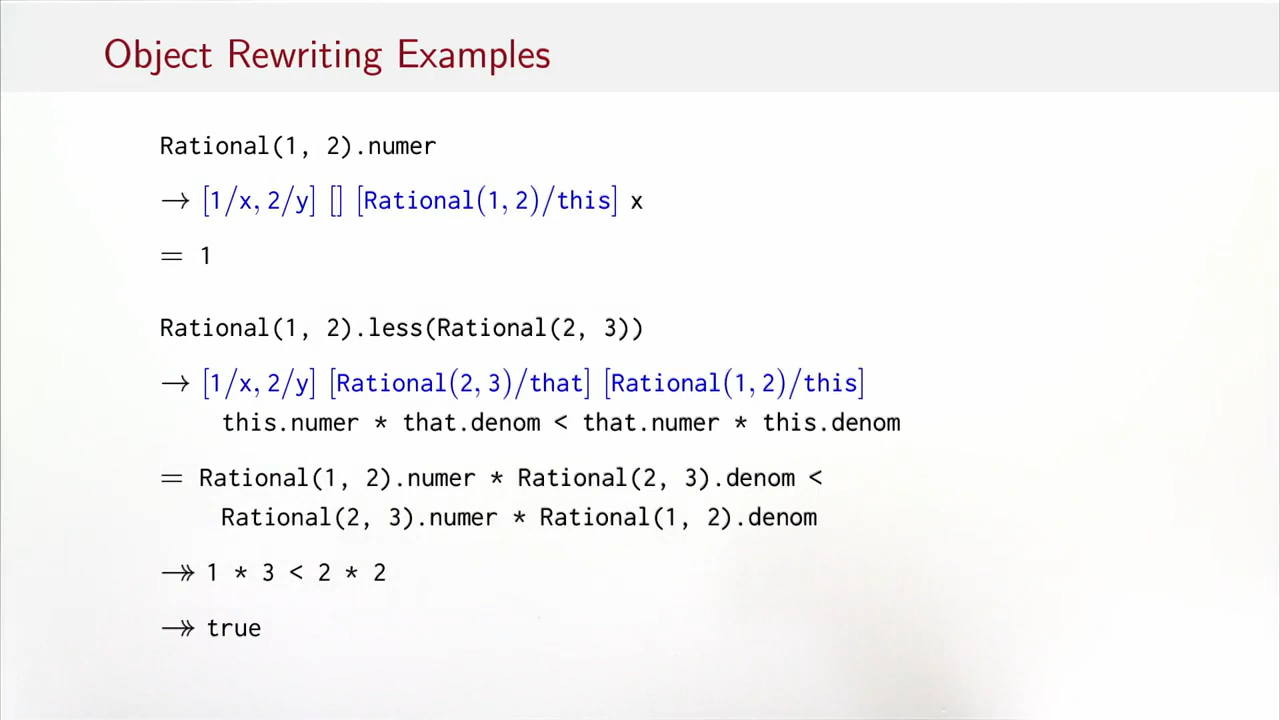 Object Rewriting Examples
Rational(1, 2).numer
→ [1/x, 2/y] [] [Rational(1, 2)/this] x
= 1
Rational(1, 2).less(Rational(2, 3))
→ [1/x, 2/y] [Rational(2, 3)/that] [Rational(1, 2)/this]
this.numer * that.denom < that.numer * this.denom
= Rational(1, 2).numer * Rational(2, 3).denom <
Rational(2, 3).numer * Rational(1, 2).denom
↠ 1 * 3 < 2 * 2
↠ true